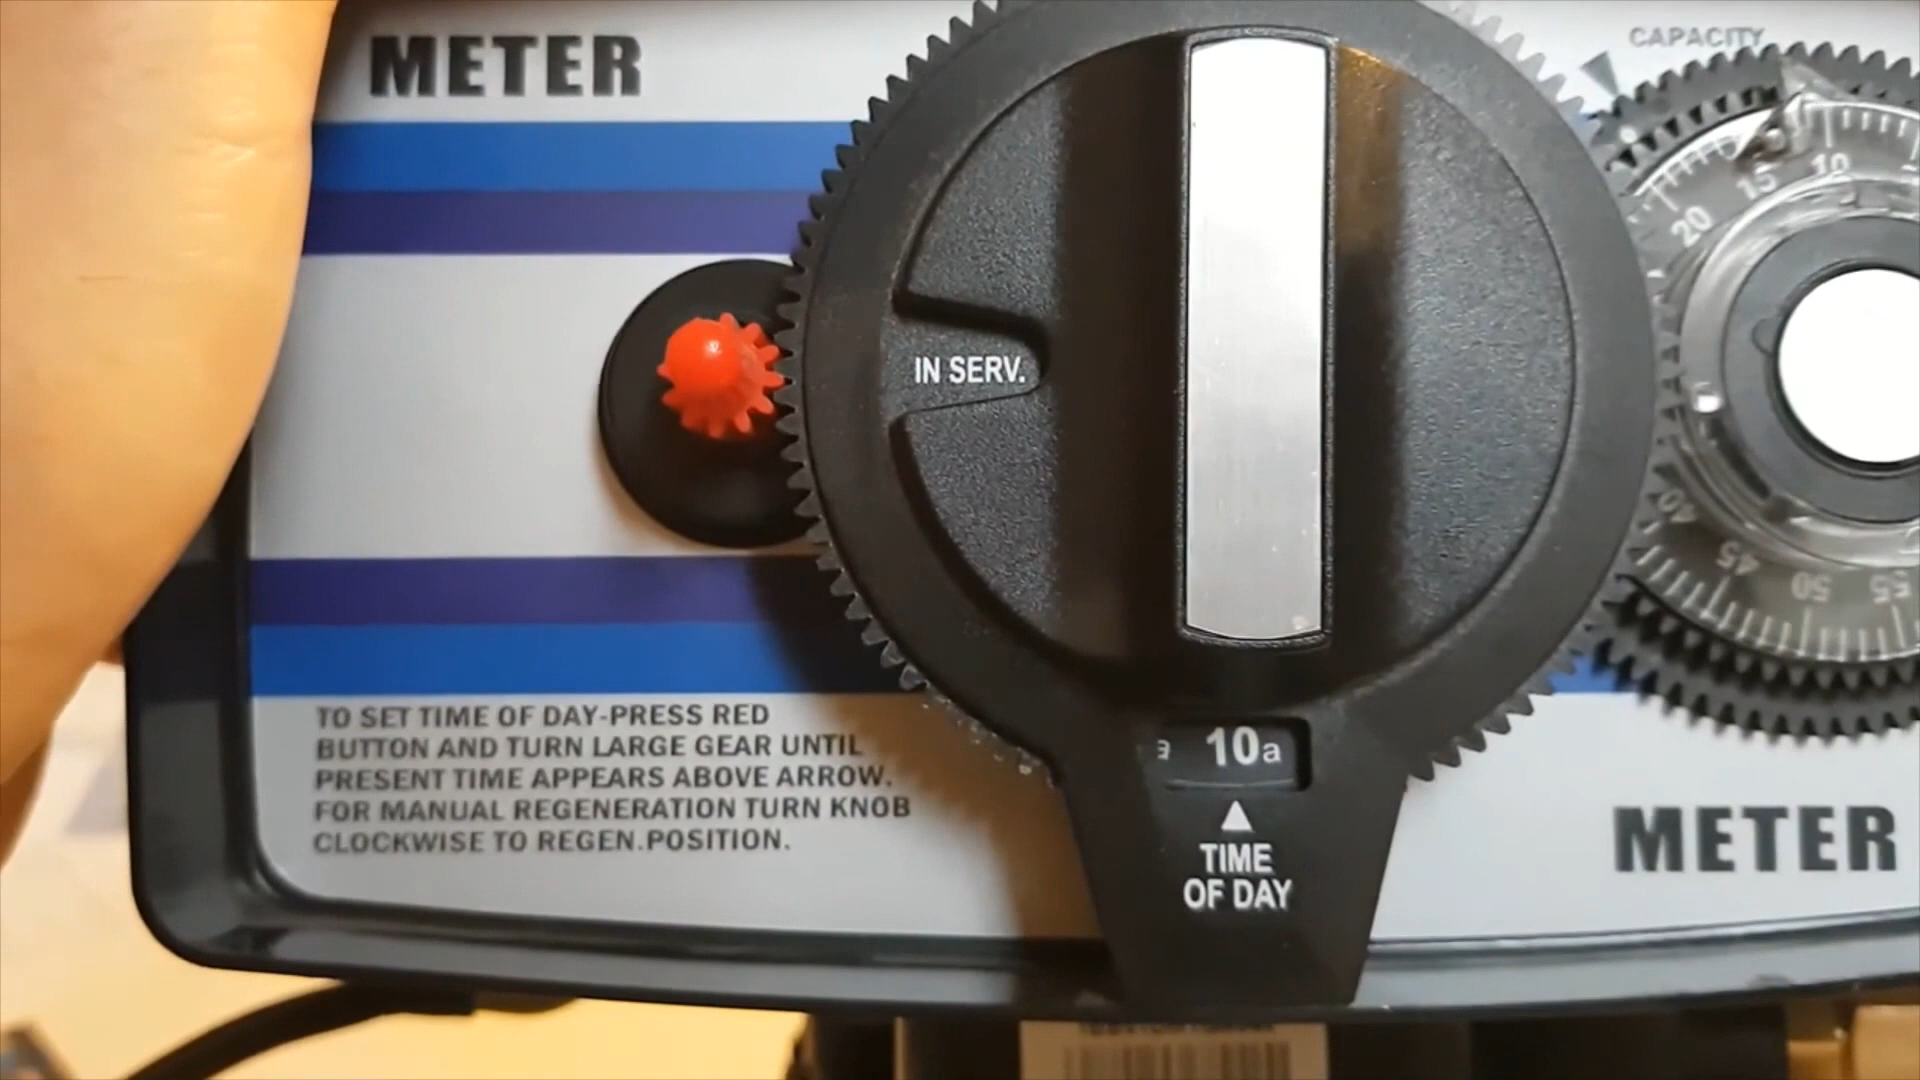 METER
CAPACITY
20 15 10
IN SERV.
40 45 50 55
TO SET TIME OF DAY-PRESS RED
BUTTON AND TURN LARGE GEAR UNTIL
PRESENT TIME APPEARS ABOVE ARROW.
FOR MANUAL REGENERATION TURN KNOB
CLOCKWISE TO REGEN.POSITION.
10a
TIME
OF DAY
METER